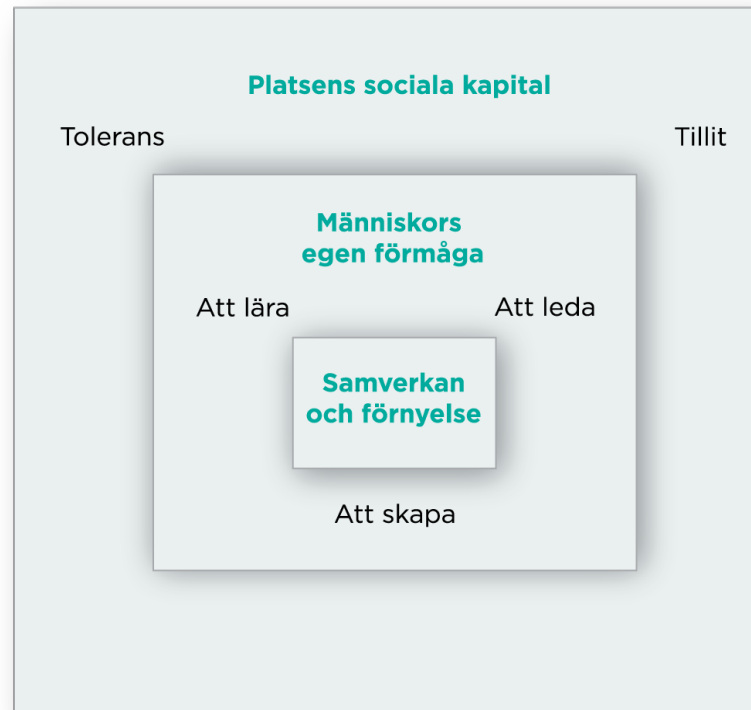 Platsens sociala kapital
Tolerans
Tillit
Människors
egen förmåga
Att lära
Att leda
Samverkan
och förnyelse
Att skapa